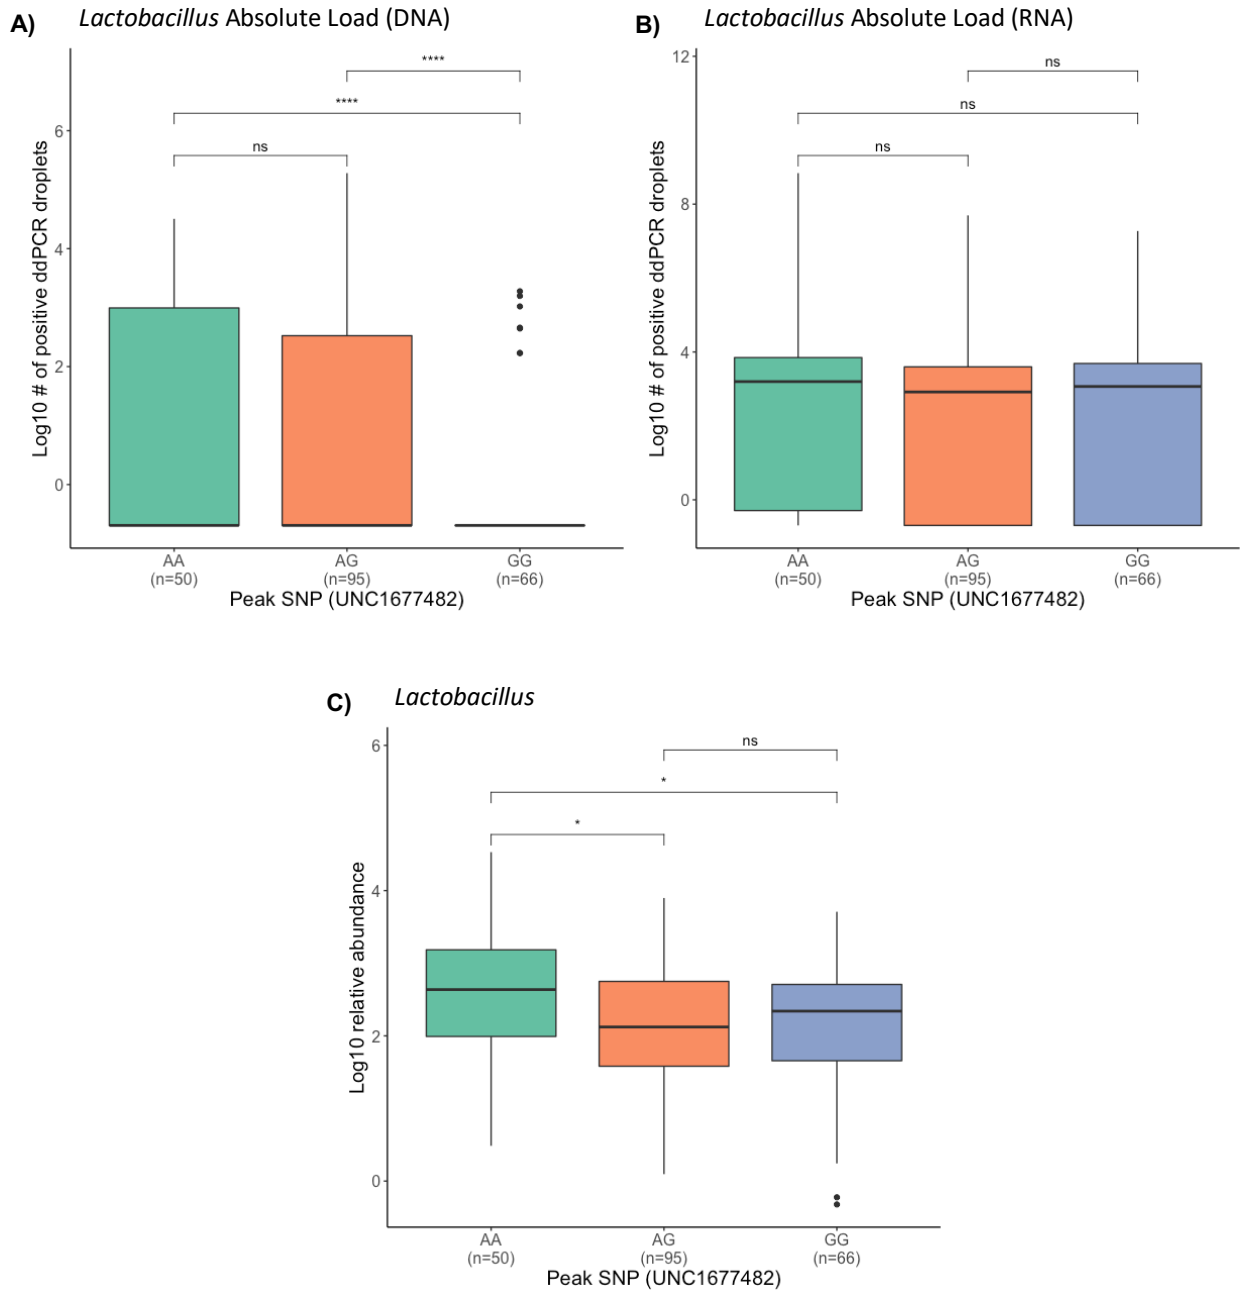 A)
Lactobacillus Absolute Load (DNA)
****
****
ns
6
4
2
0
Log10 # of positive ddPCR droplets
AA
(n=50)
AG
(n=95)
GG
(n=66)
Peak SNP (UNC1677482)
B)
Lactobacillus Absolute Load (RNA)
ns
ns
ns
12
8
4
0
Log10 # of positive ddPCR droplets
AA
(n=50)
AG
(n=95)
GG
(n=66)
Peak SNP (UNC1677482)
C)
Lactobacillus
ns
*
*
6
4
2
0
Log10 relative abundance
AA
(n=50)
AG
(n=95)
GG
(n=66)
Peak SNP (UNC1677482)